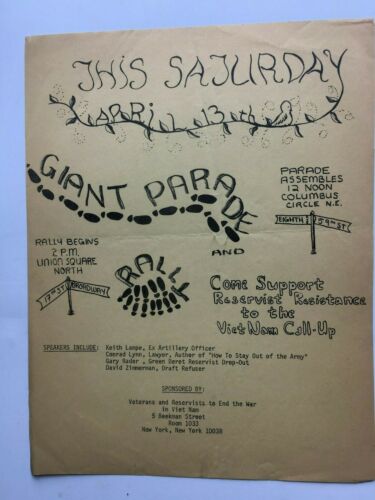 THIS SATURDAY
APRIL 13th
GIANT PARADE
AND
RALLY
PARADE
ASSEMBLES
12 NOON
COLUMBUS
CIRCLE N.E.
EIGHTH
59th ST.
RALLY BEGINS
2 P.M.
UNION SQUARE
NORTH
17th ST.
BROADWAY
Come Support
Reservist Resistance
to the
Viet Nam Call-Up
SPEAKERS INCLUDE: Keith Lampe, Ex Artillery Officer
Conrad Lynn, Lawyer, Author of "How To Stay Out of the Army"
Gary Rader , Green Beret Reservist Drop-Out
David Zimmerman, Draft Refuser
SPONSORED BY:
Veterans and Reservists to End the War
in Viet Nam
5 Beekman Street
Room 1033
New York, New York 10038